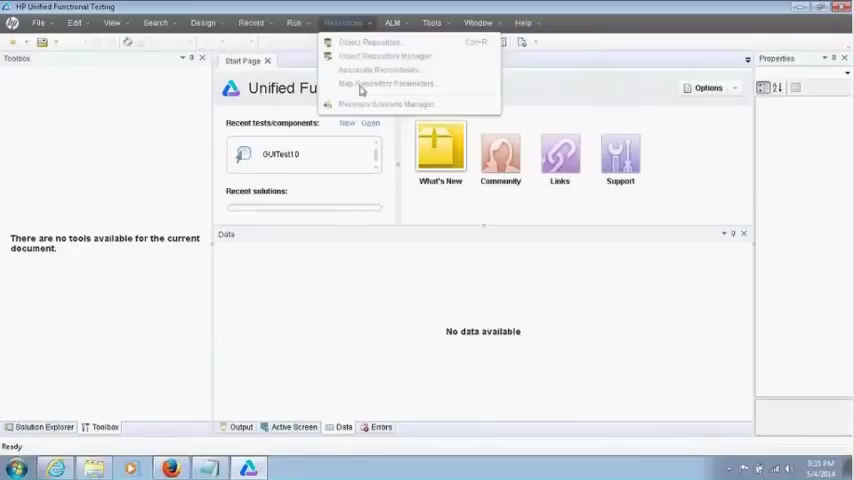 HP Unified Functional Testing
File Edit View Search Design Record Run Resources ALM Tools Window Help
Object Repository... Ctrl+R
Object Repository Manager
Associate Repositories...
Map Repository Parameters...
Recovery Scenario Manager...
Toolbox
Start Page
Properties
Unified Fu
Options
Recent tests/components: New Open
GUITest10
What's New Community Links Support
Recent solutions:
There are no tools available for the current
document.
Data
No data available
Solution Explorer Toolbox Output Active Screen Data Errors
Ready
9:35 PM
5/4/2014